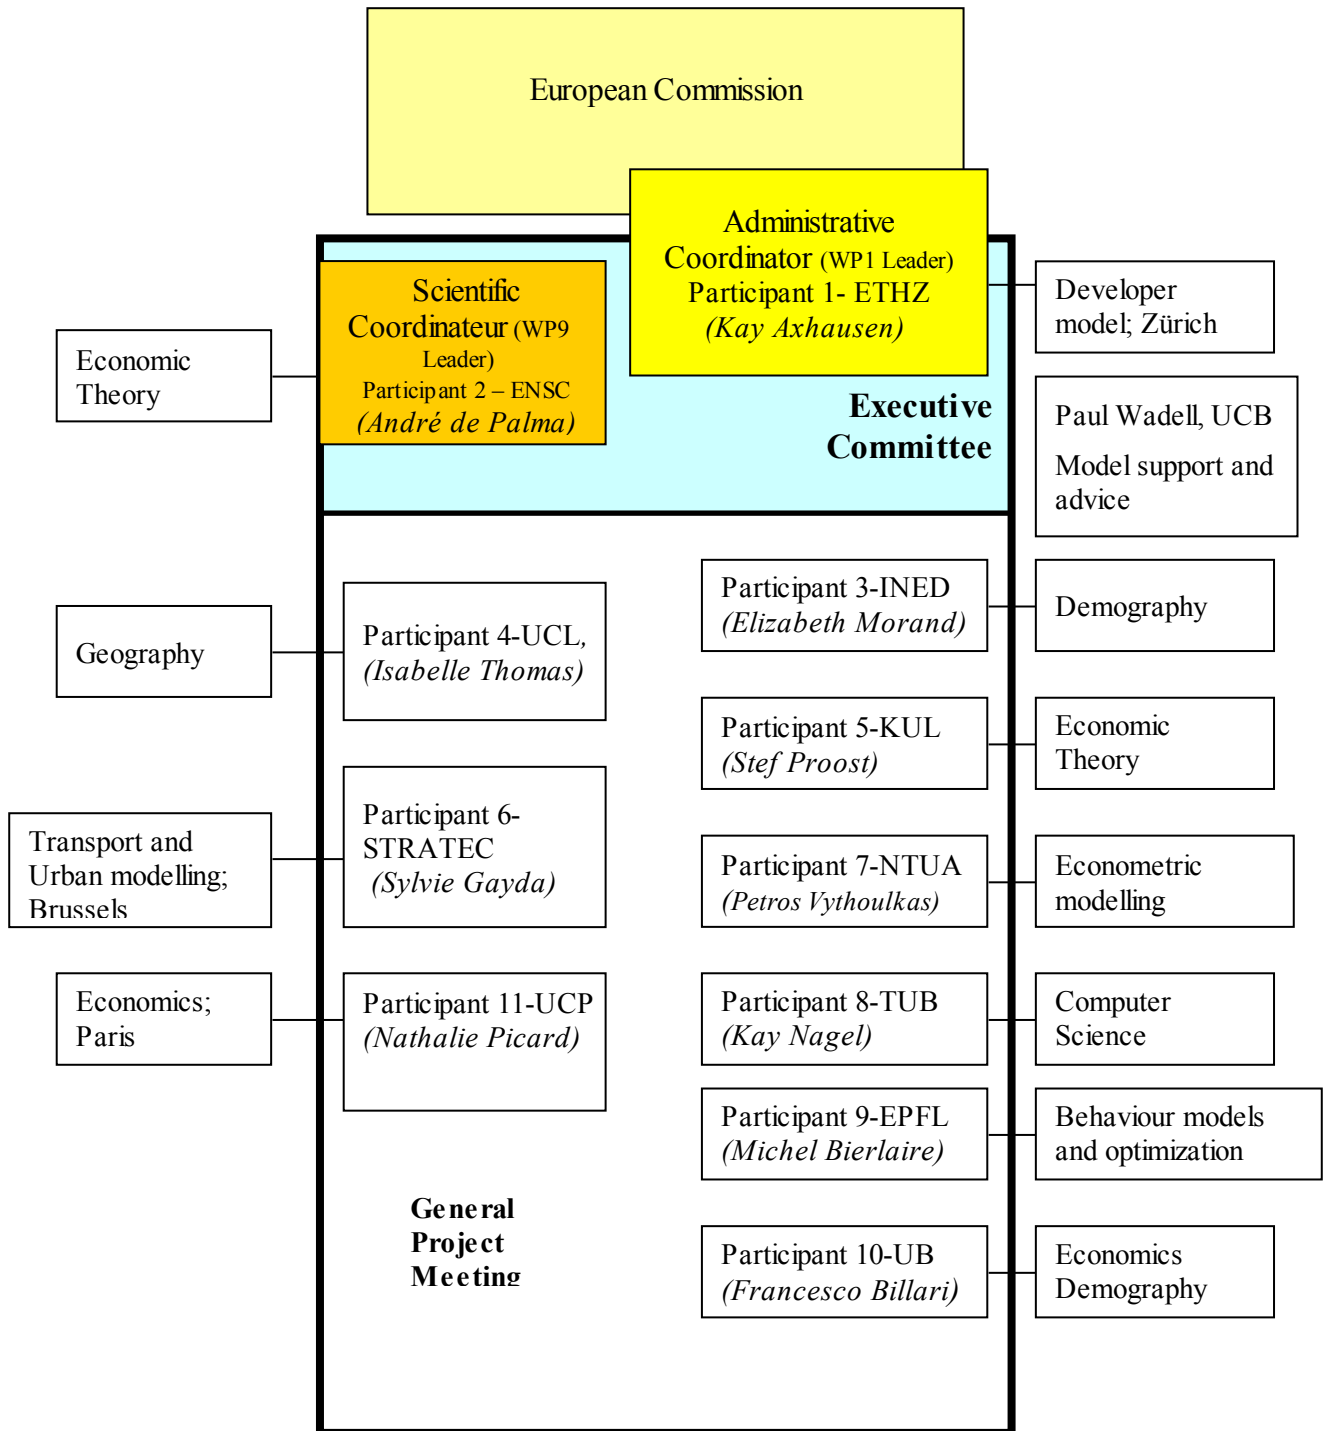 European Commission
Administrative
Coordinator (WP1 Leader)
Participant 1- ETHZ
(Kay Axhausen)
Scientific
Coordinateur (WP9
Leader)
Participant 2 – ENSC
(André de Palma)
Economic
Theory
Developer
model; Zürich
Executive
Committee
Paul Wadell, UCB
Model support and
advice
Participant 3-INED
(Elizabeth Morand)
Demography
Geography
Participant 4-UCL,
(Isabelle Thomas)
Participant 5-KUL
(Stef Proost)
Economic
Theory
Transport and
Urban modelling;
Brussels
Participant 6-
STRATEC
(Sylvie Gayda)
Participant 7-NTUA
(Petros Vythoulkas)
Econometric
modelling
Economics;
Paris
Participant 11-UCP
(Nathalie Picard)
Participant 8-TUB
(Kay Nagel)
Computer
Science
Participant 9-EPFL
(Michel Bierlaire)
Behaviour models
and optimization
General
Project
Meeting
Participant 10-UB
(Francesco Billari)
Economics
Demography